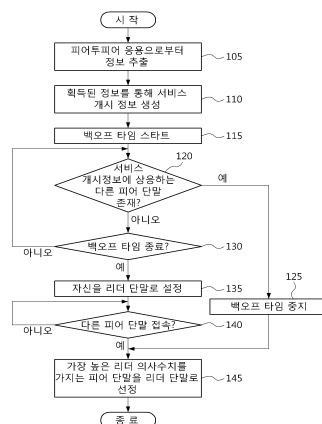 시 작
피어투피어 응용으로부터
정보 추출
105
획득된 정보를 통해 서비스
개시 정보 생성
110
백오프 타임 스타트
115
120
서비스
개시정보에 상응하는
다른 피어 단말
존재?
예
아니오
백오프 타임 종료?
130
아니오
예
125
백오프 타임 중지
자신을 리더 단말로 설정
135
다른 피어 단말 접속?
140
아니오
예
가장 높은 리더 의사수치를
가지는 피어 단말을 리더 단말로
선정
145
종 료